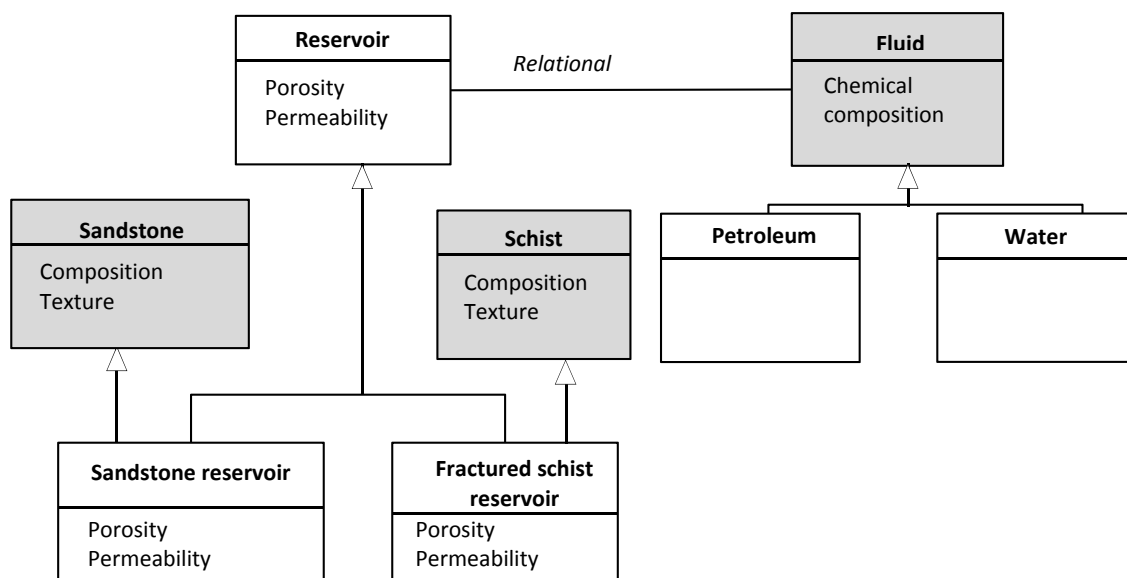 Reservoir
Porosity
Permeability
Relational
Fluid
Chemical
composition
Sandstone
Composition
Texture
Schist
Composition
Texture
Petroleum
Water
Sandstone reservoir
Porosity
Permeability
Fractured schist
reservoir
Porosity
Permeability